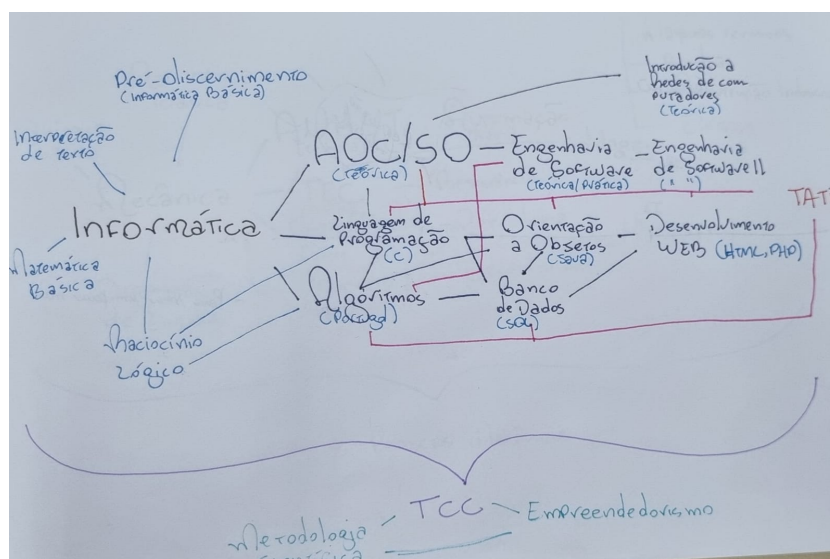 Pré-discernimento
(Informática Básica)
Interpretação
de texto
Informática
Matemática
Básica
Raciocínio
Lógico
AOC/SO
(Teórica)
Linguagem de
Programação
(C)
Algoritmos
(Pascal)
Introdução a
Redes de com
putadores
(Teórica)
Engenharia
de Software
(Teórica/Prática)
Engenharia
de Software II
(" ")
TAT
Orientação
a Objetos
(Java)
Desenvolvimento
WEB (HTML, PHP)
Banco
de Dados
(SQL)
TCC
Empreendedorismo
Metodologia